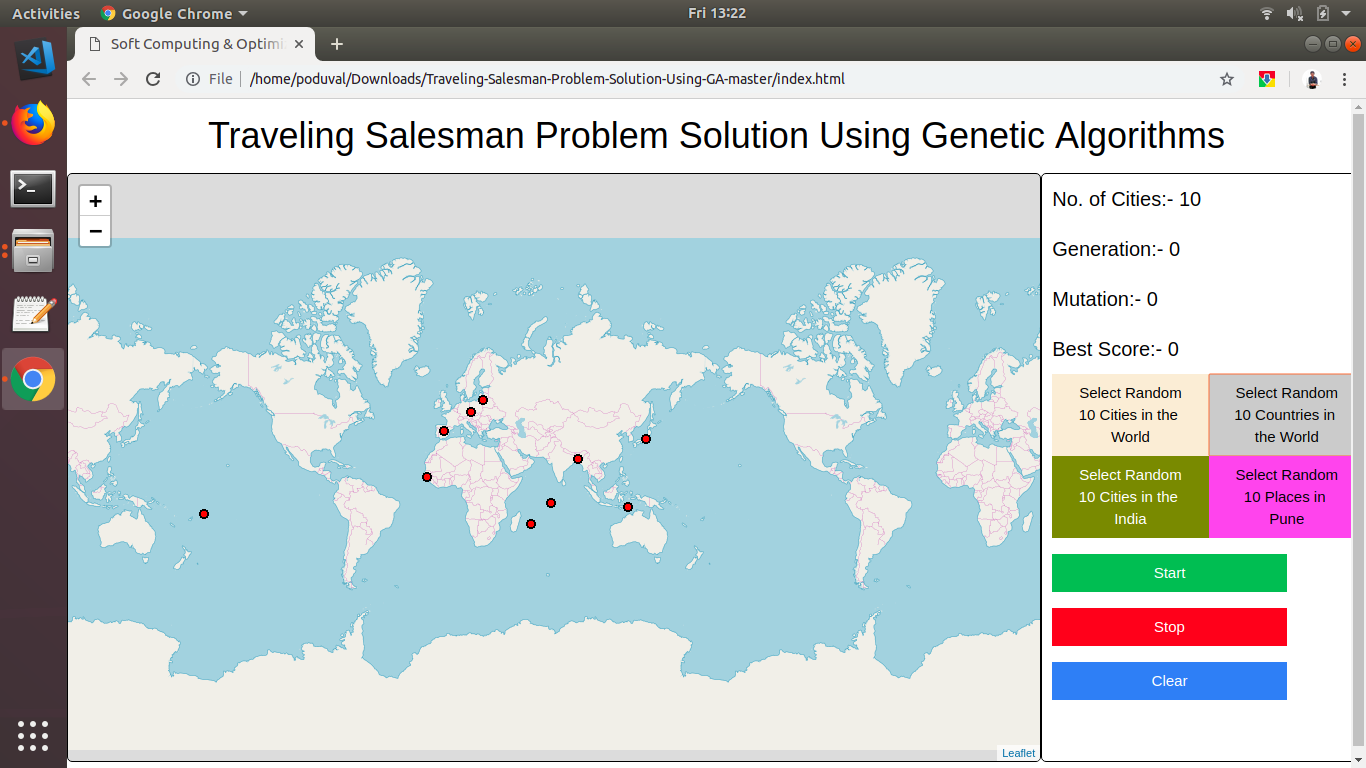 Activities
Google Chrome
Fri 13:22
Soft Computing & Optimi
File
/home/poduval/Downloads/Traveling-Salesman-Problem-Solution-Using-GA-master/index.html
Traveling Salesman Problem Solution Using Genetic Algorithms
+
−
No. of Cities:- 10
Generation:- 0
Mutation:- 0
Best Score:- 0
Select Random
10 Cities in the
World
Select Random
10 Countries in
the World
Select Random
10 Cities in the
India
Select Random
10 Places in
Pune
Start
Stop
Clear
Leaflet